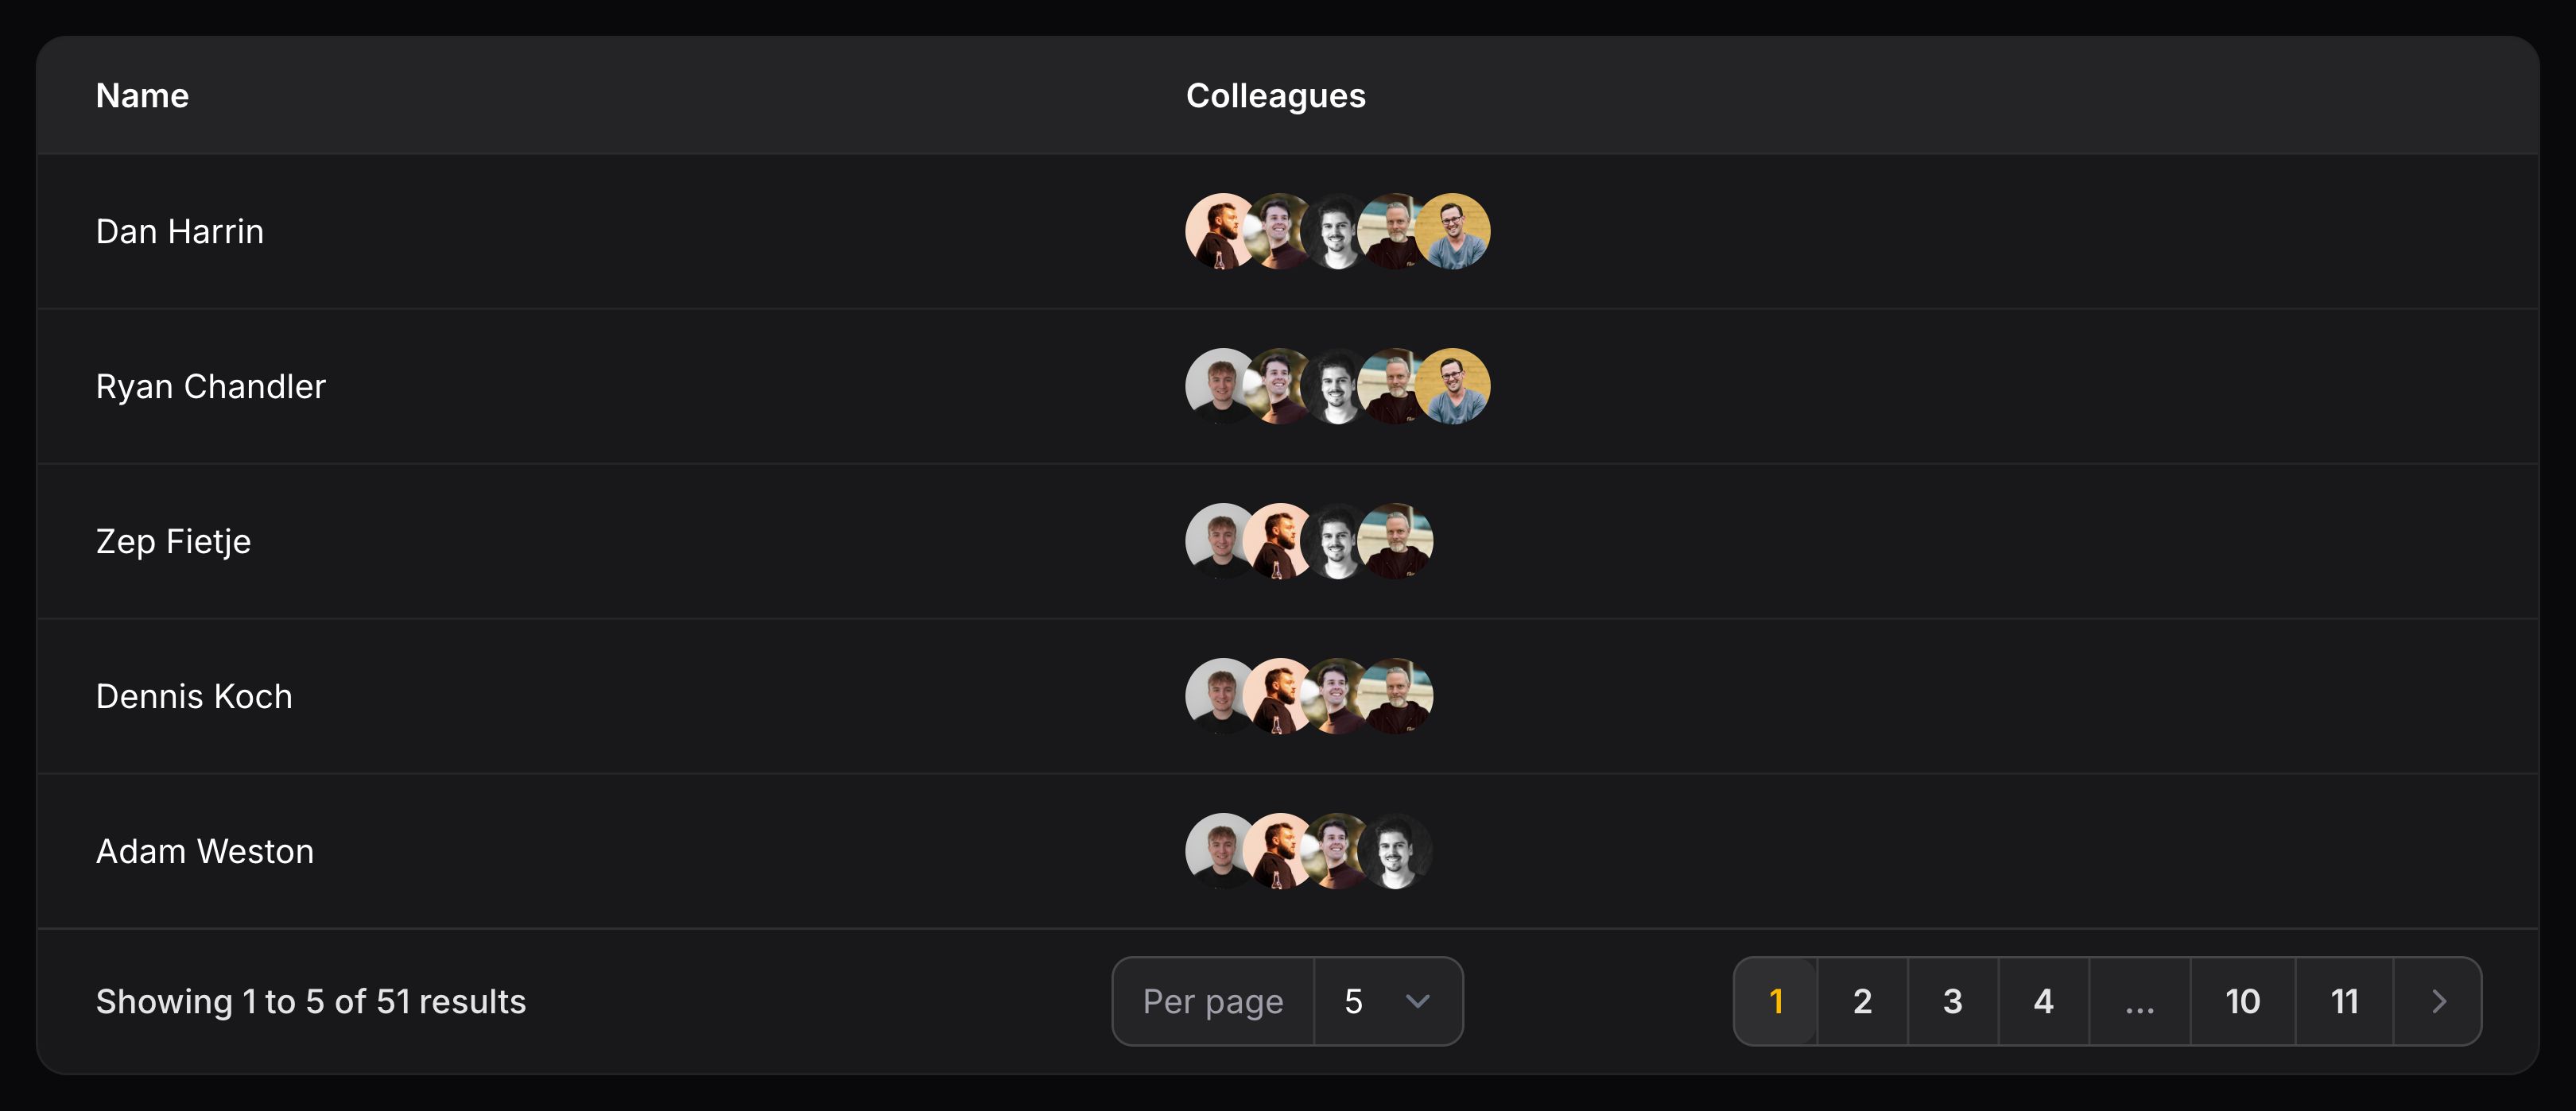 Name Colleagues
Dan Harrin
Ryan Chandler
Zep Fietje
Dennis Koch
Adam Weston
Showing 1 to 5 of 51 results Per page 5 1 2 3 4 ... 10 11